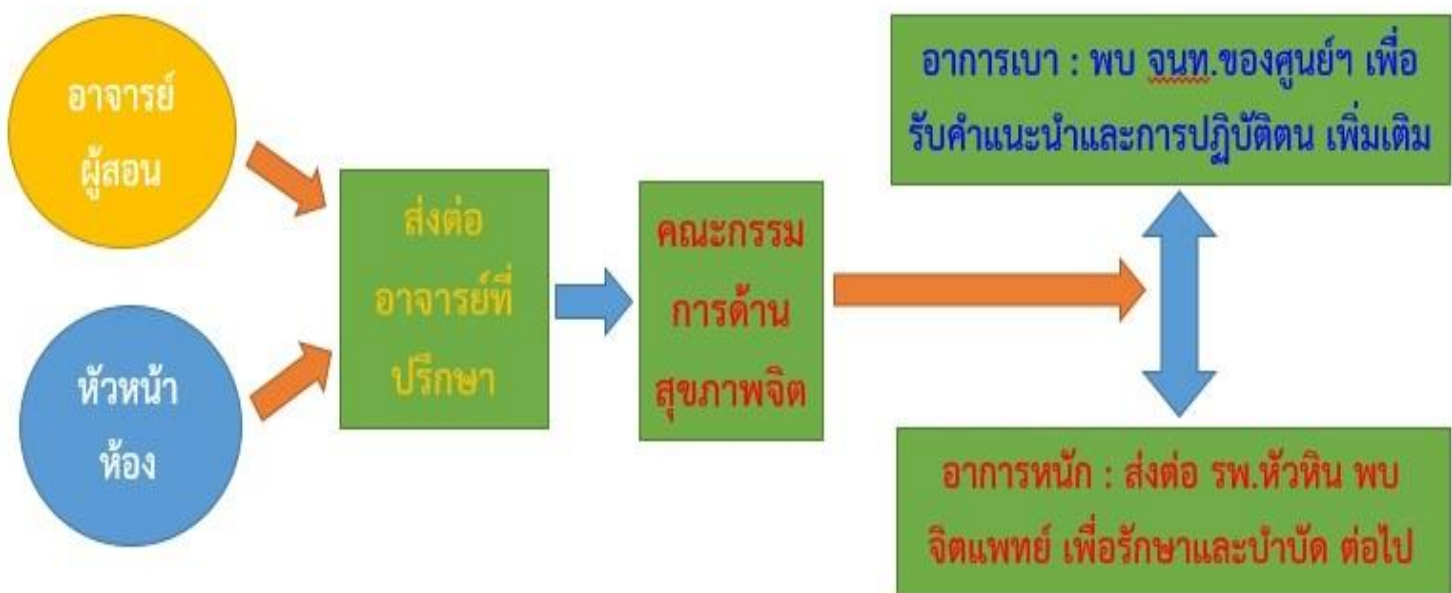 อาจารย์
ผู้สอน
หัวหน้า
ห้อง
ส่งต่อ
อาจารย์ที่
ปรึกษา
คณะกรรม
การด้าน
สุขภาพจิต
อาการเบา : พบ จนท.ของศูนย์ฯ เพื่อ
รับคำแนะนำและการปฏิบัติตน เพิ่มเติม
อาการหนัก : ส่งต่อ รพ.หัวหิน พบ
จิตแพทย์ เพื่อรักษาและบำบัด ต่อไป